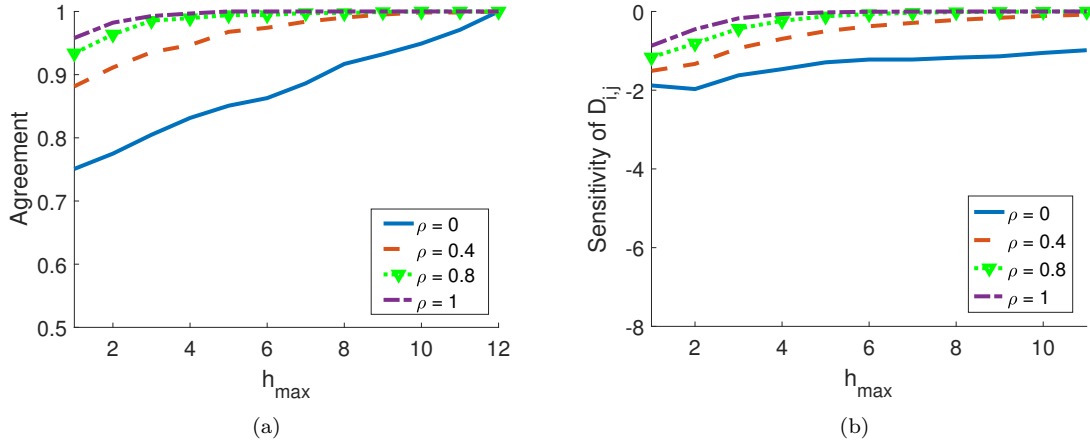 1
0.9
0.8
0.7
0.6
0.5
Agreement
2
4
6
8
10
12
h_max
ρ = 0
ρ = 0.4
ρ = 0.8
ρ = 1
(a)
0
-2
-4
-6
-8
Sensitivity of D_i,j
2
4
6
8
10
h_max
ρ = 0
ρ = 0.4
ρ = 0.8
ρ = 1
(b)